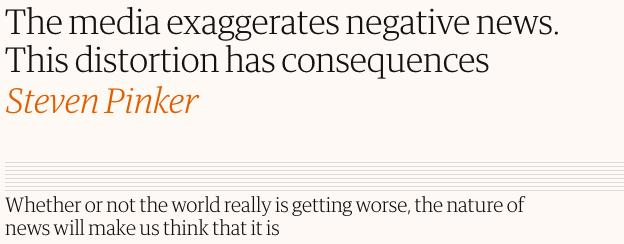 The media exaggerates negative news.
This distortion has consequences
Steven Pinker
Whether or not the world really is getting worse, the nature of
news will make us think that it is